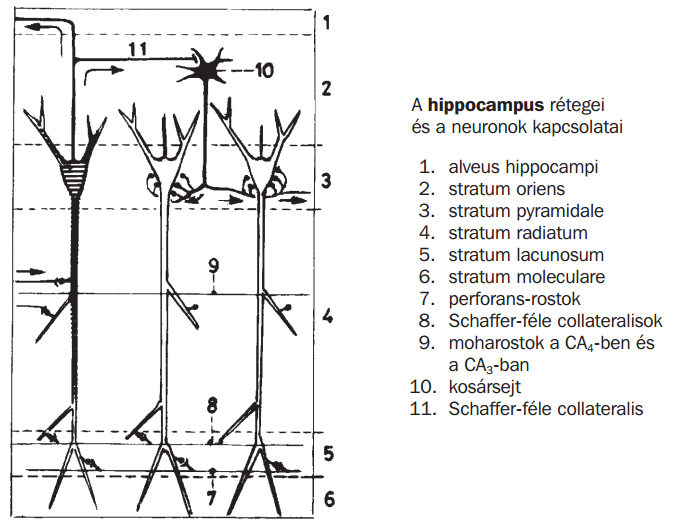 1
11
10
2
3
9
4
8
5
7
6
A hippocampus rétegei
és a neuronok kapcsolatai
1. alveus hippocampi
2. stratum oriens
3. stratum pyramidale
4. stratum radiatum
5. stratum lacunosum
6. stratum moleculare
7. perforans-rostok
8. Schaffer-féle collateralisok
9. moharostok a CA₄-ben és
a CA₃-ban
10. kosársejt
11. Schaffer-féle collateralis